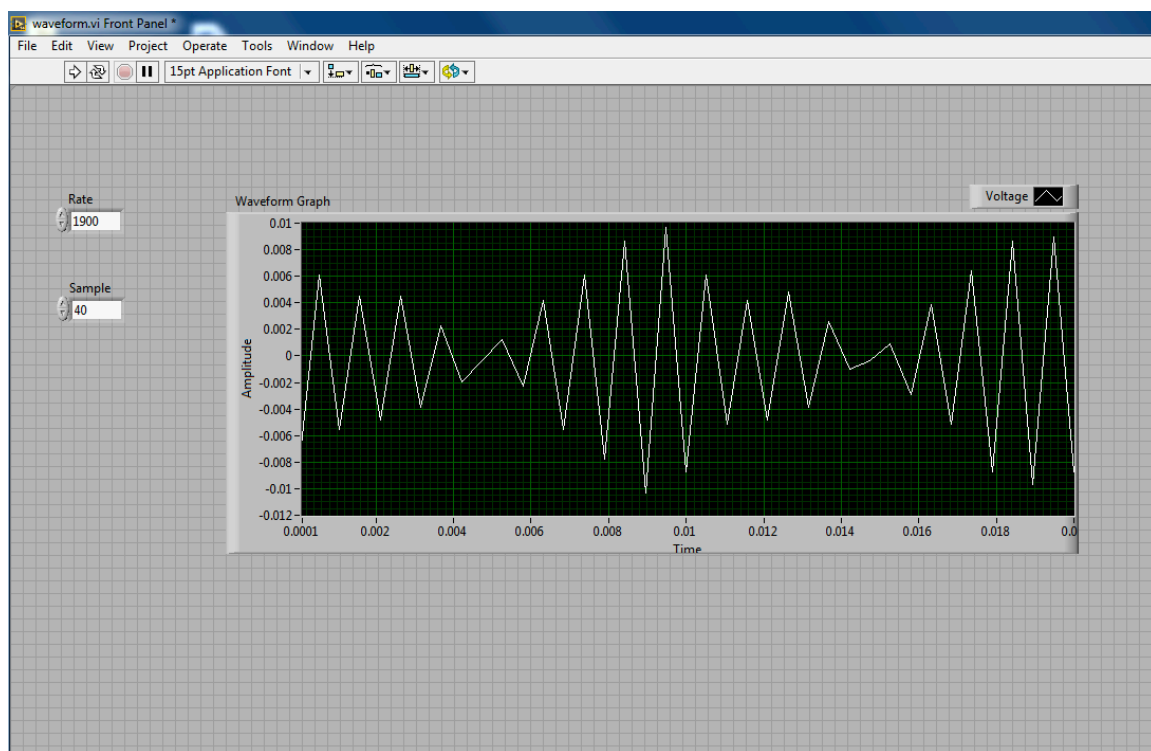 waveform.vi Front Panel *
File Edit View Project Operate Tools Window Help
15pt Application Font
Rate
1900
Sample
40
Waveform Graph
Voltage
Amplitude
0.01
0.008
0.006
0.004
0.002
0
-0.002
-0.004
-0.006
-0.008
-0.01
-0.012
0.0001 0.002 0.004 0.006 0.008 0.01 0.012 0.014 0.016 0.018 0.0
Time